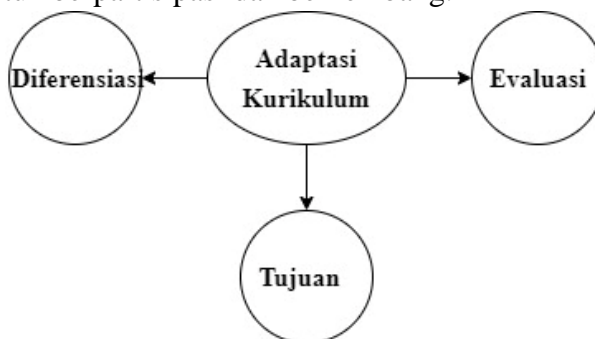 Adaptasi
Kurikulum
Diferensiasi
Evaluasi
Tujuan